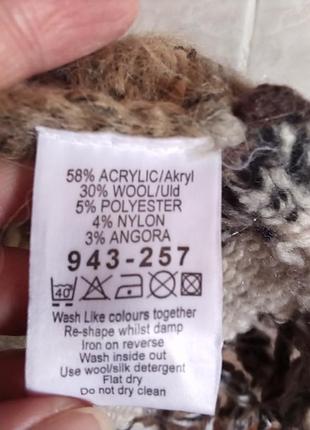 58% ACRYLIC/Akryl
30% WOOL/Uld
5% POLYESTER
4% NYLON
3% ANGORA
943-257
40
Wash Like colours together
Re-shape whilst damp
Iron on reverse
Wash inside out
Use wool/silk detergent
Flat dry
Do not dry clean